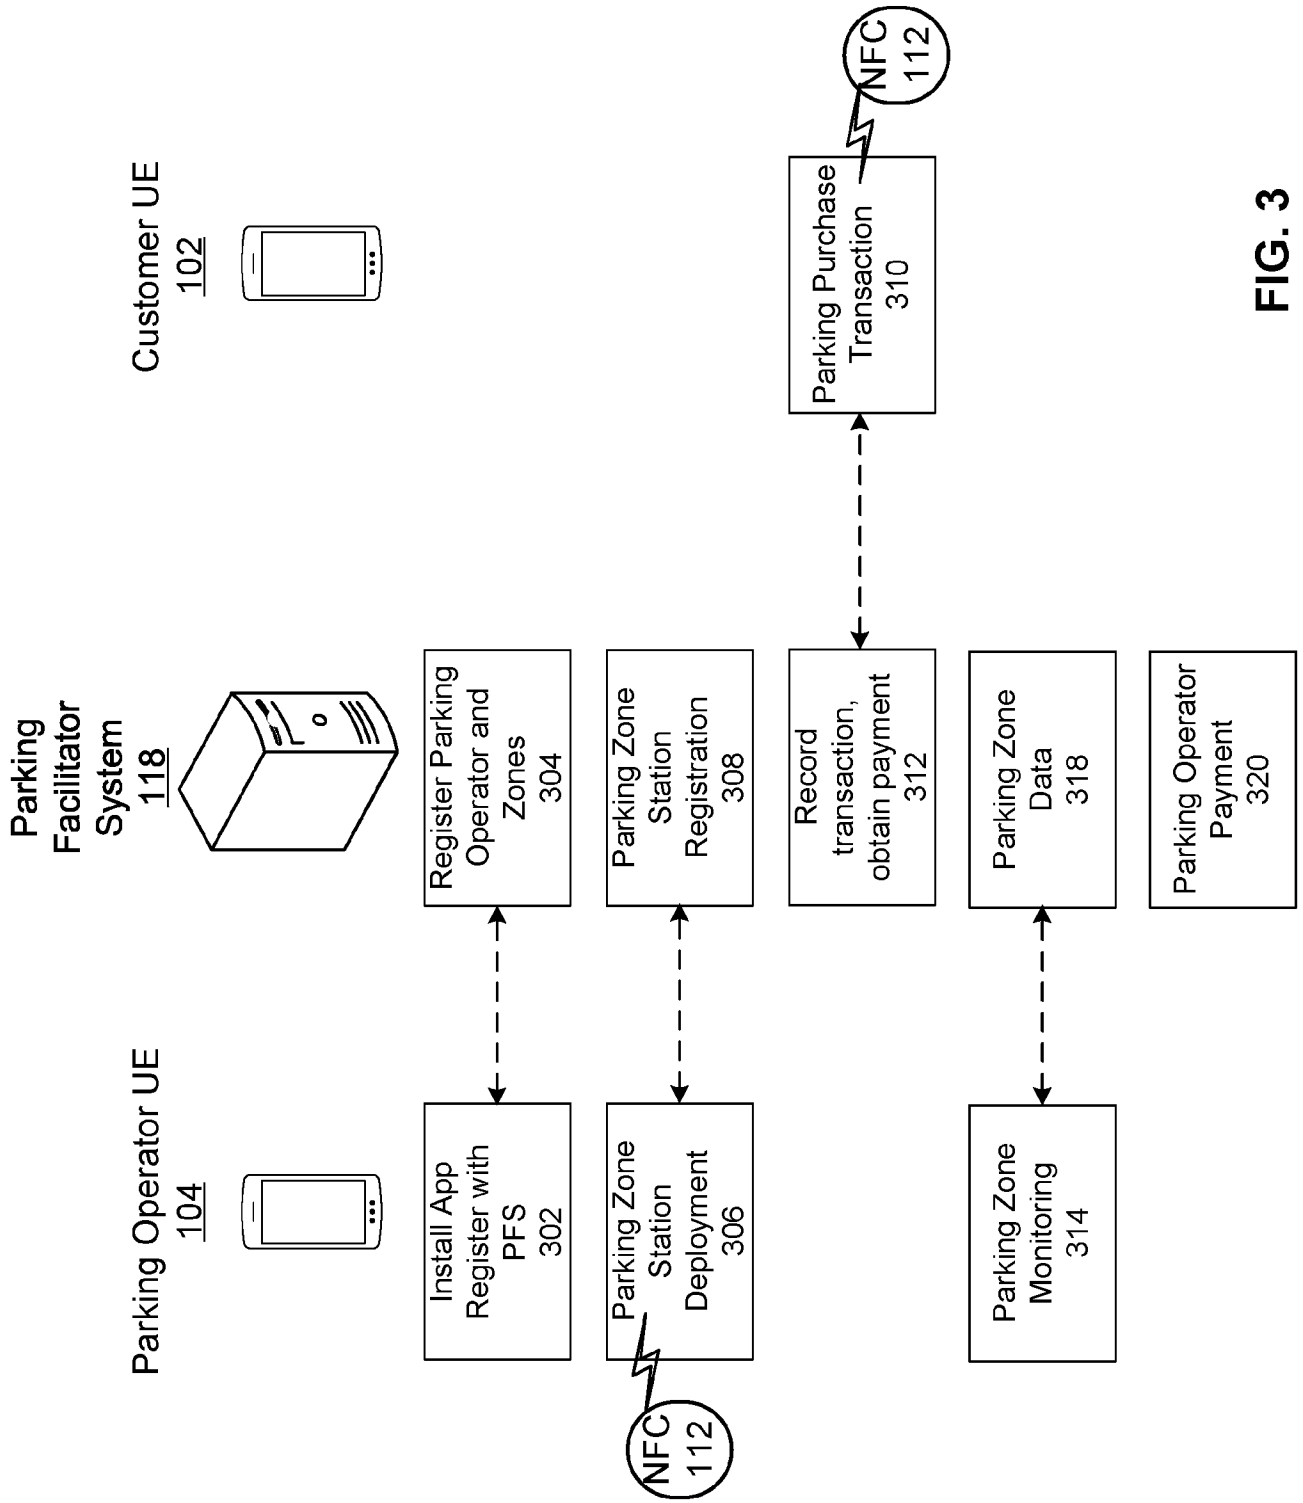 Parking Operator UE
104
Parking
Facilitator
System
118
Customer UE
102
Install App
Register with
PFS
302
Register Parking
Operator and
Zones
304
NFC
112
Parking Zone
Station
Deployment
306
Parking Zone
Station
Registration
308
Record
transaction,
obtain payment
312
Parking Purchase
Transaction
310
NFC
112
Parking Zone
Monitoring
314
Parking Zone
Data
318
Parking Operator
Payment
320
FIG. 3